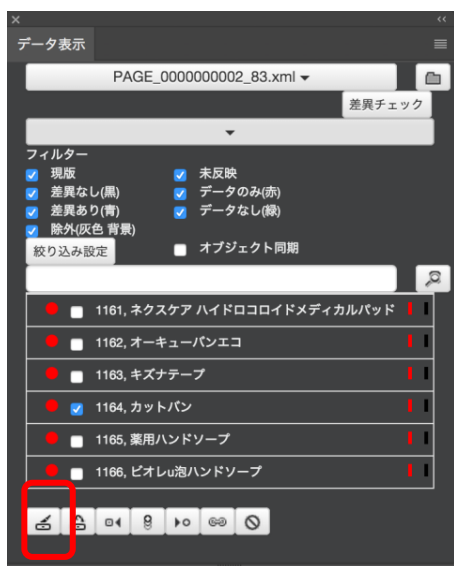 データ表示
PAGE_0000000002_83.xml
差異チェック
フィルター
現版
未反映
差異なし(黒)
データのみ(赤)
差異あり(青)
データなし(緑)
除外(灰色 背景)
絞り込み設定
オブジェクト同期
1161, ネクスケア ハイドロコロイドメディカルパッド
1162, オーキューバンエコ
1163, キズナテープ
1164, カットバン
1165, 薬用ハンドソープ
1166, ビオレu泡ハンドソープ